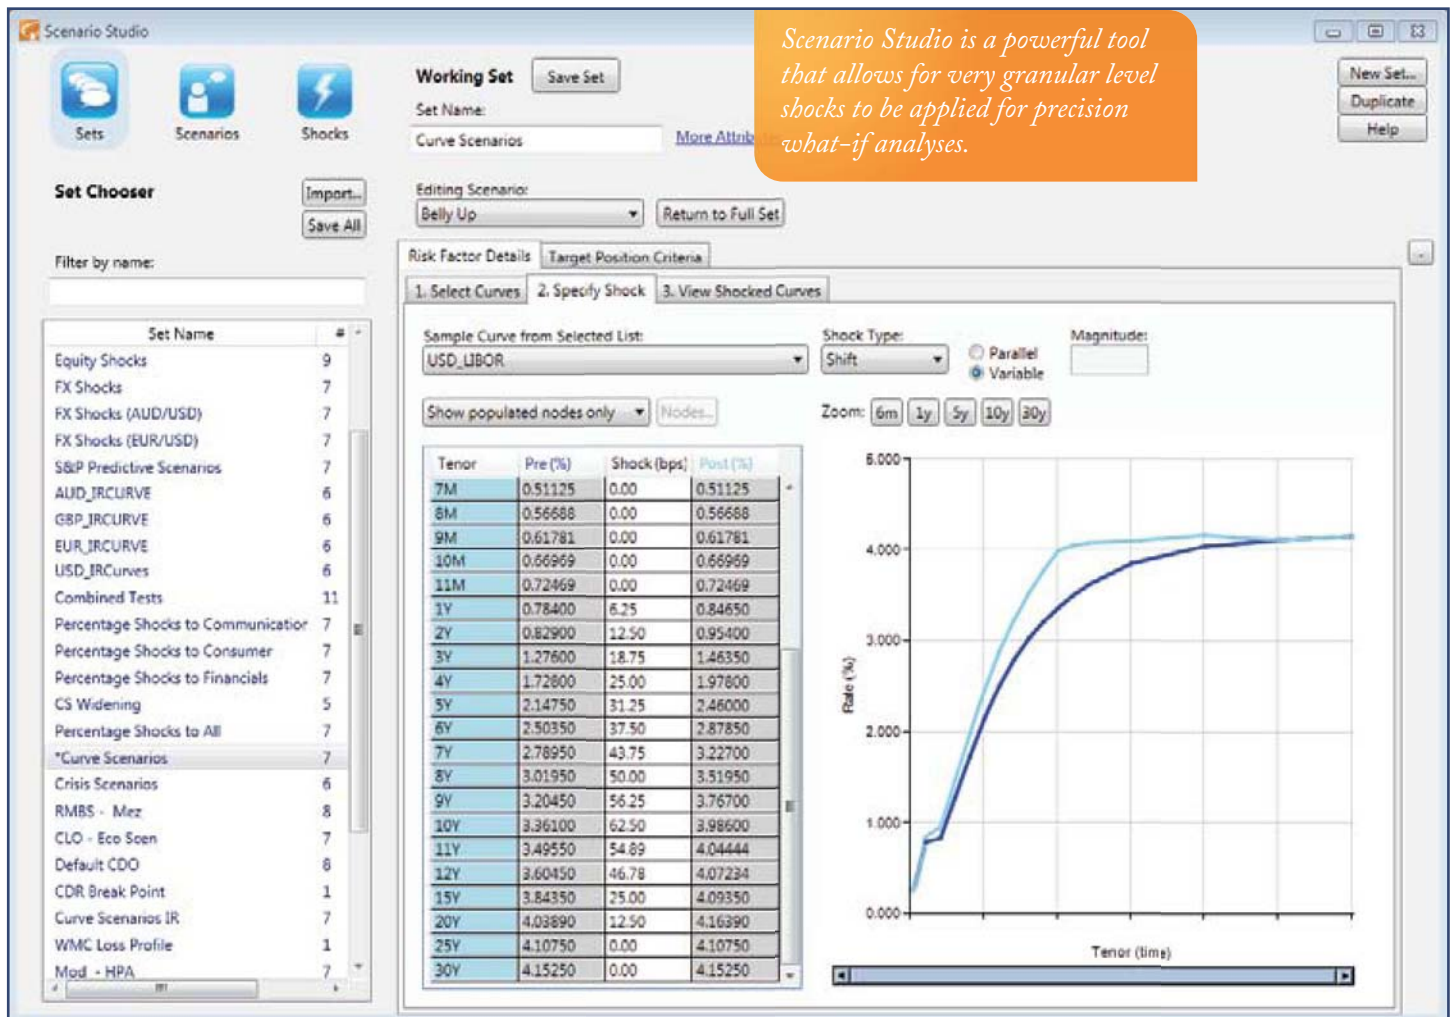 Scenario Studio
Scenario Studio is a powerful tool
that allows for very granular level
shocks to be applied for precision
what-if analyses.
Sets
Scenarios
Shocks
Working Set
Save Set
Set Name:
Curve Scenarios
More Attrib
New Set...
Duplicate
Help
Set Chooser
Import...
Save All
Filter by name:
Editing Scenario:
Belly Up
Return to Full Set
Set Name #
Equity Shocks 9
FX Shocks 7
FX Shocks (AUD/USD) 7
FX Shocks (EUR/USD) 7
S&P Predictive Scenarios 7
AUD_IRCURVE 6
GBP_IRCURVE 6
EUR_IRCURVE 6
USD_IRCurves 6
Combined Tests 11
Percentage Shocks to Communication 7
Percentage Shocks to Consumer 7
Percentage Shocks to Financials 7
CS Widening 5
Percentage Shocks to All 7
*Curve Scenarios 7
Crisis Scenarios 6
RMBS - Mez 8
CLO - Eco Scen 7
Default CDO 8
CDR Break Point 1
Curve Scenarios IR 7
WMC Loss Profile 1
Mod - HPA 7
Risk Factor Details
Target Position Criteria
1. Select Curves
2. Specify Shock
3. View Shocked Curves
Sample Curve from Selected List:
USD_LIBOR
Shock Type:
Shift
Parallel
Variable
Magnitude:
Show populated nodes only
Nodes...
Zoom: 6m 1y 5y 10y 30y
Tenor Pre (%) Shock (bps) Post (%)
7M 0.51125 0.00 0.51125
8M 0.56688 0.00 0.56688
9M 0.61781 0.00 0.61781
10M 0.66969 0.00 0.66969
11M 0.72469 0.00 0.72469
1Y 0.78400 6.25 0.84650
2Y 0.82900 12.50 0.95400
3Y 1.27600 18.75 1.46350
4Y 1.72800 25.00 1.97800
5Y 2.14750 31.25 2.46000
6Y 2.50350 37.50 2.87850
7Y 2.78950 43.75 3.22700
8Y 3.01950 50.00 3.51950
9Y 3.20450 56.25 3.76700
10Y 3.36100 62.50 3.98600
11Y 3.49550 54.89 4.04444
12Y 3.60450 46.78 4.07234
15Y 3.84350 25.00 4.09350
20Y 4.03890 12.50 4.16390
25Y 4.10750 0.00 4.10750
30Y 4.15250 0.00 4.15250
5.000
4.000
3.000
2.000
1.000
0.000
Rate (%)
Tenor (time)